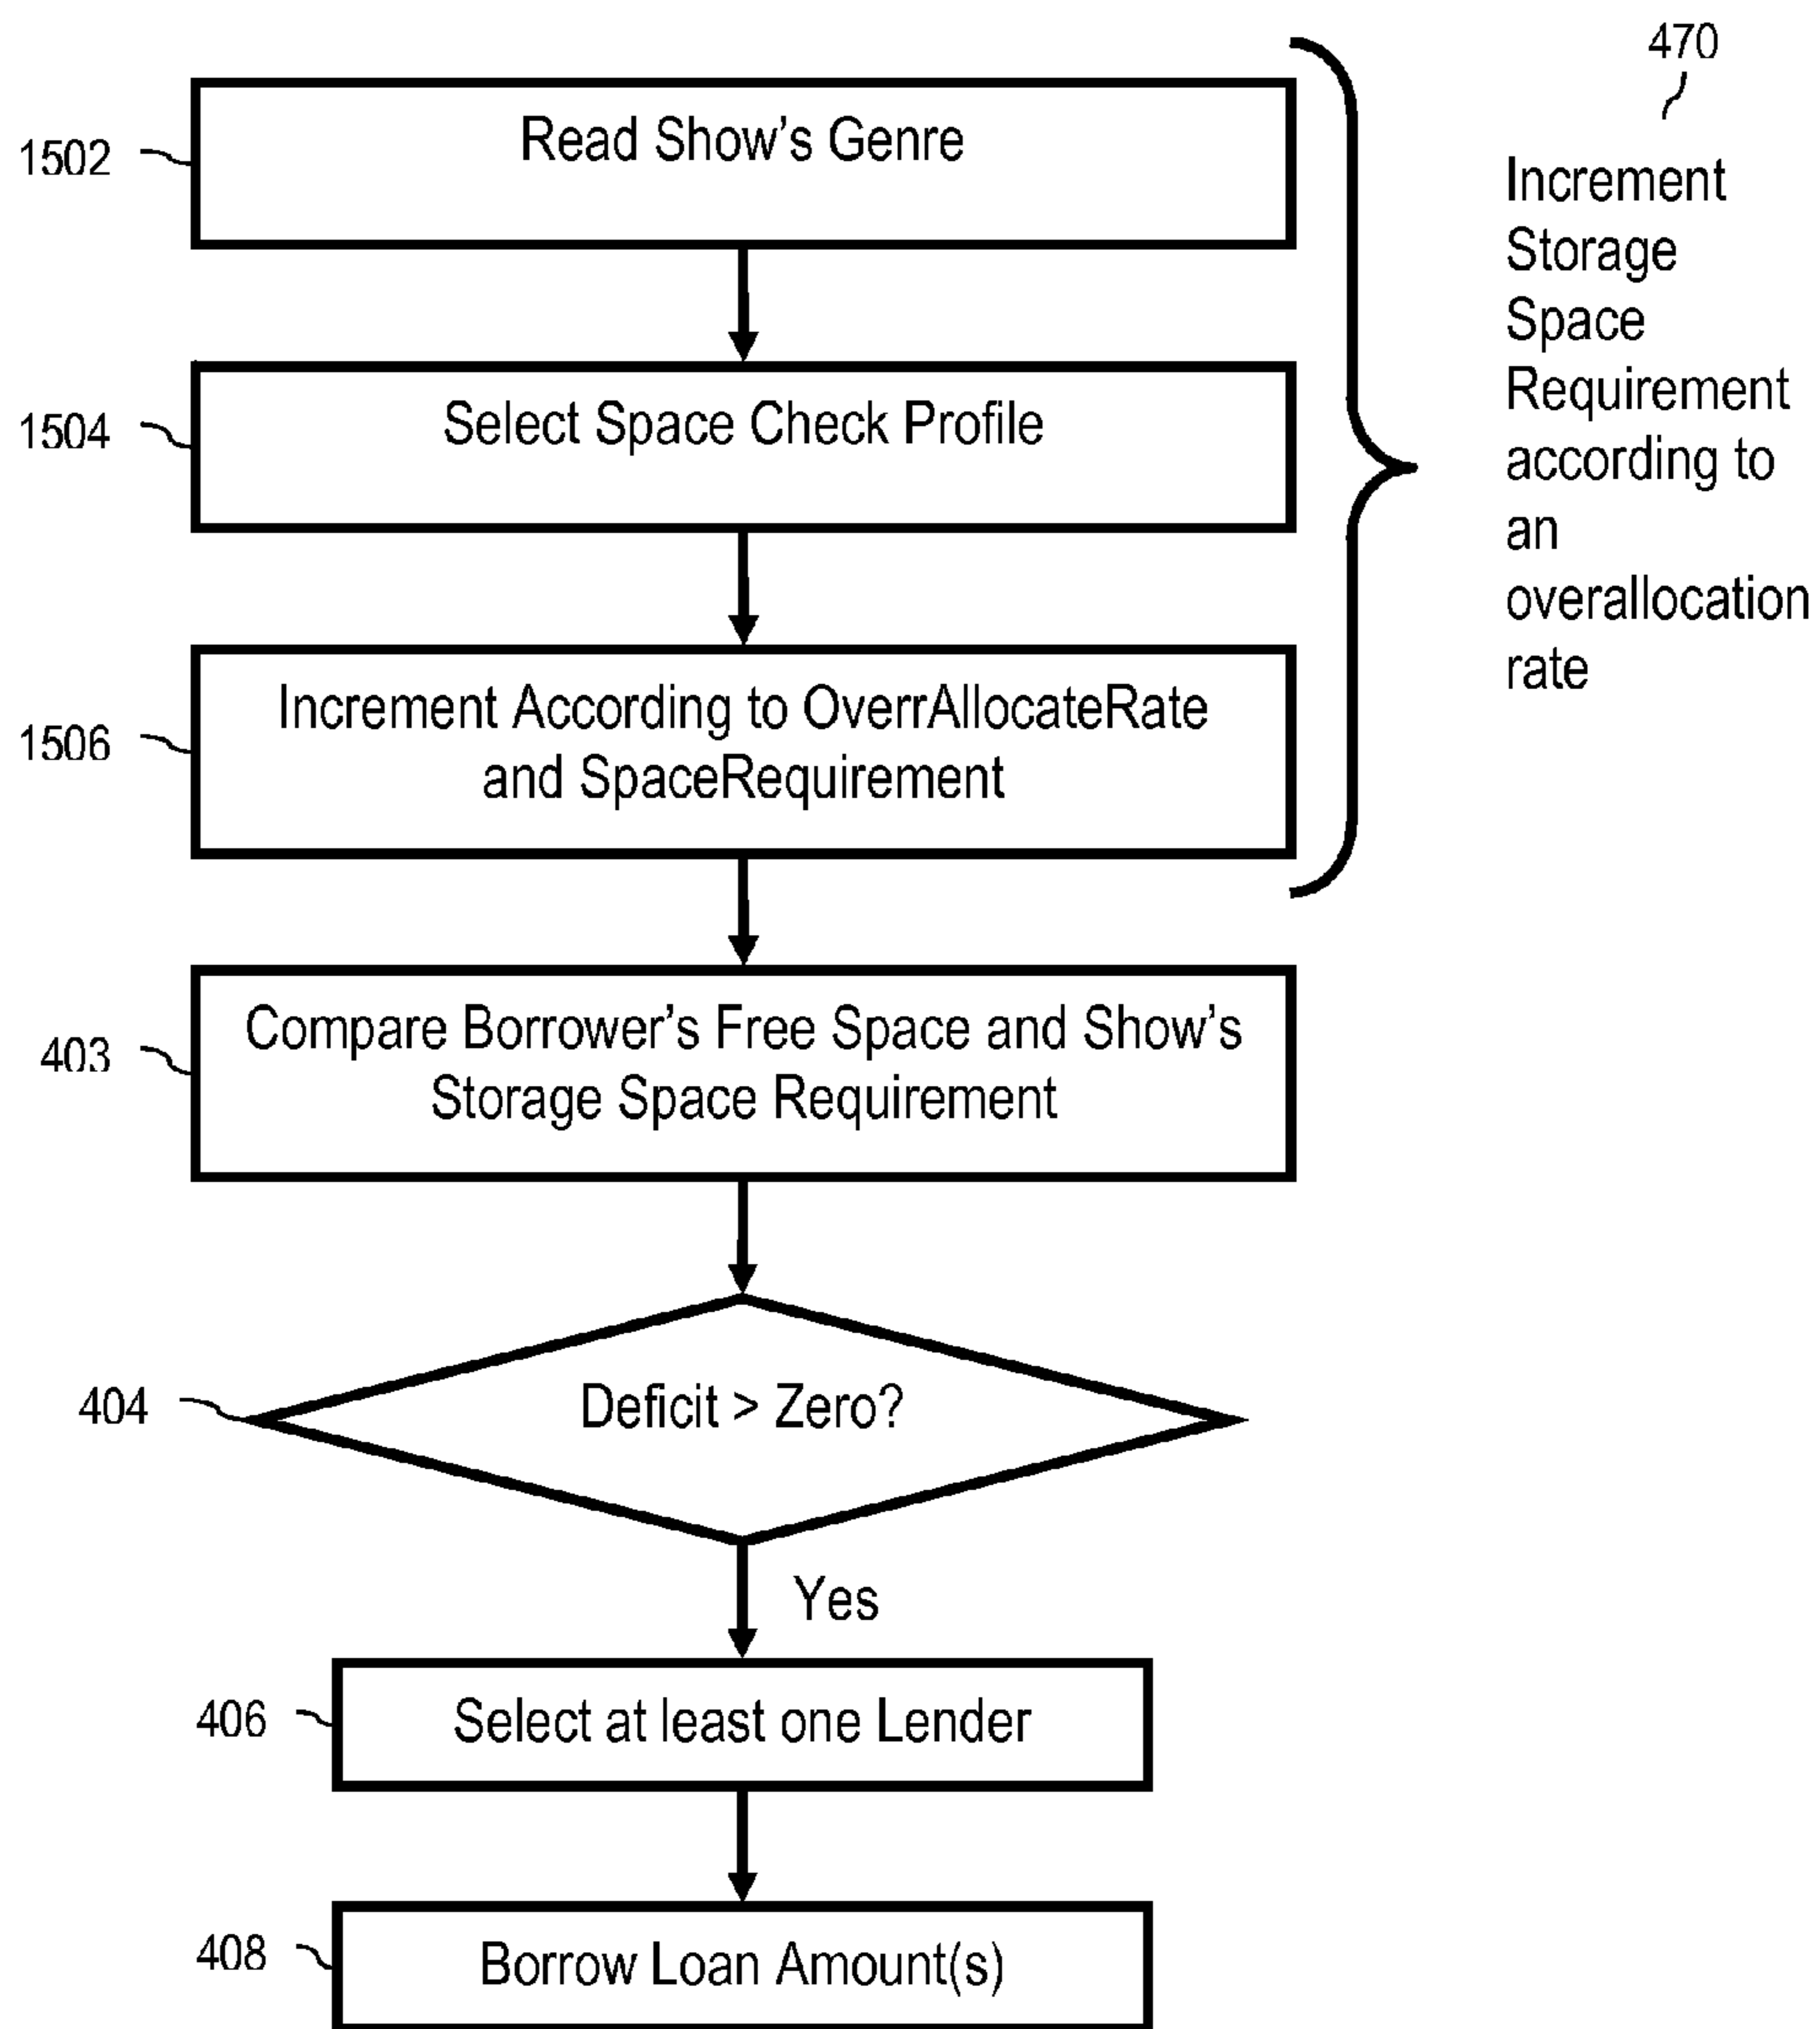 470
Increment
Storage
Space
Requirement
according to
an
overallocation
rate
1502
Read Show's Genre
1504
Select Space Check Profile
1506
Increment According to OverrAllocateRate
and SpaceRequirement
403
Compare Borrower's Free Space and Show's
Storage Space Requirement
404
Deficit > Zero?
Yes
406
Select at least one Lender
408
Borrow Loan Amount(s)